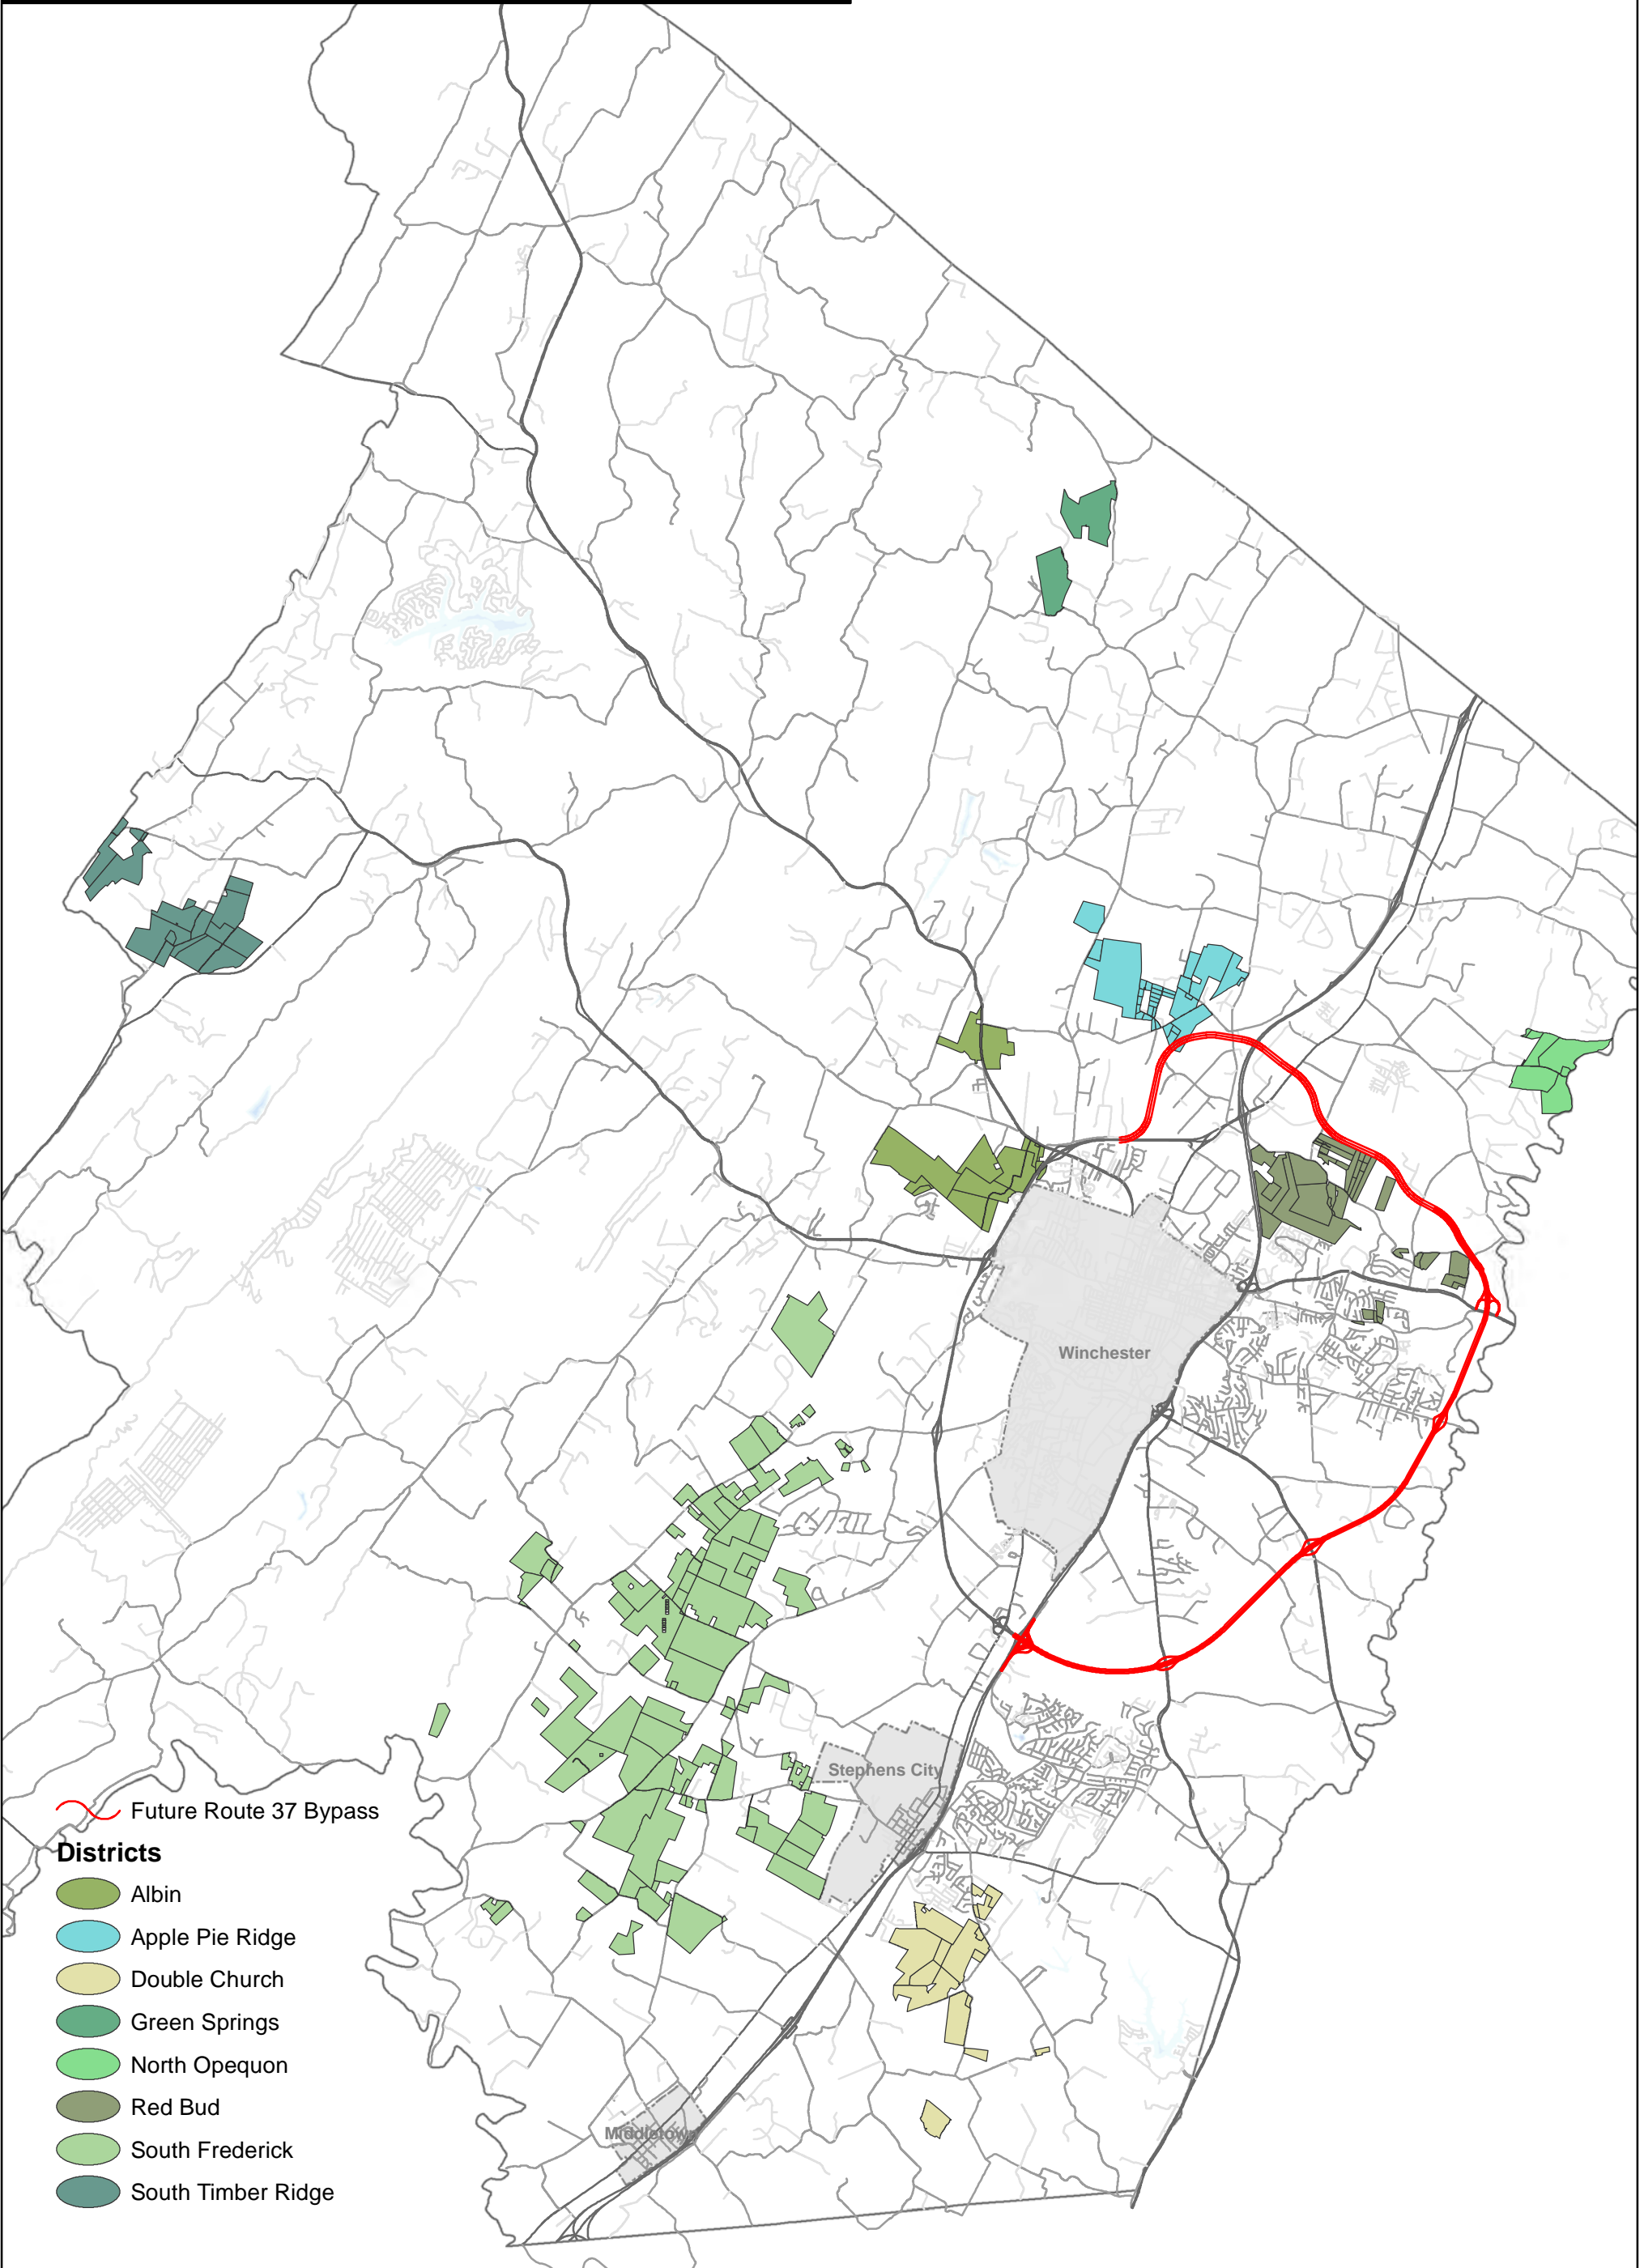 Winchester
Stephens City
Middletown
Future Route 37 Bypass
Districts
Albin
Apple Pie Ridge
Double Church
Green Springs
North Opequon
Red Bud
South Frederick
South Timber Ridge